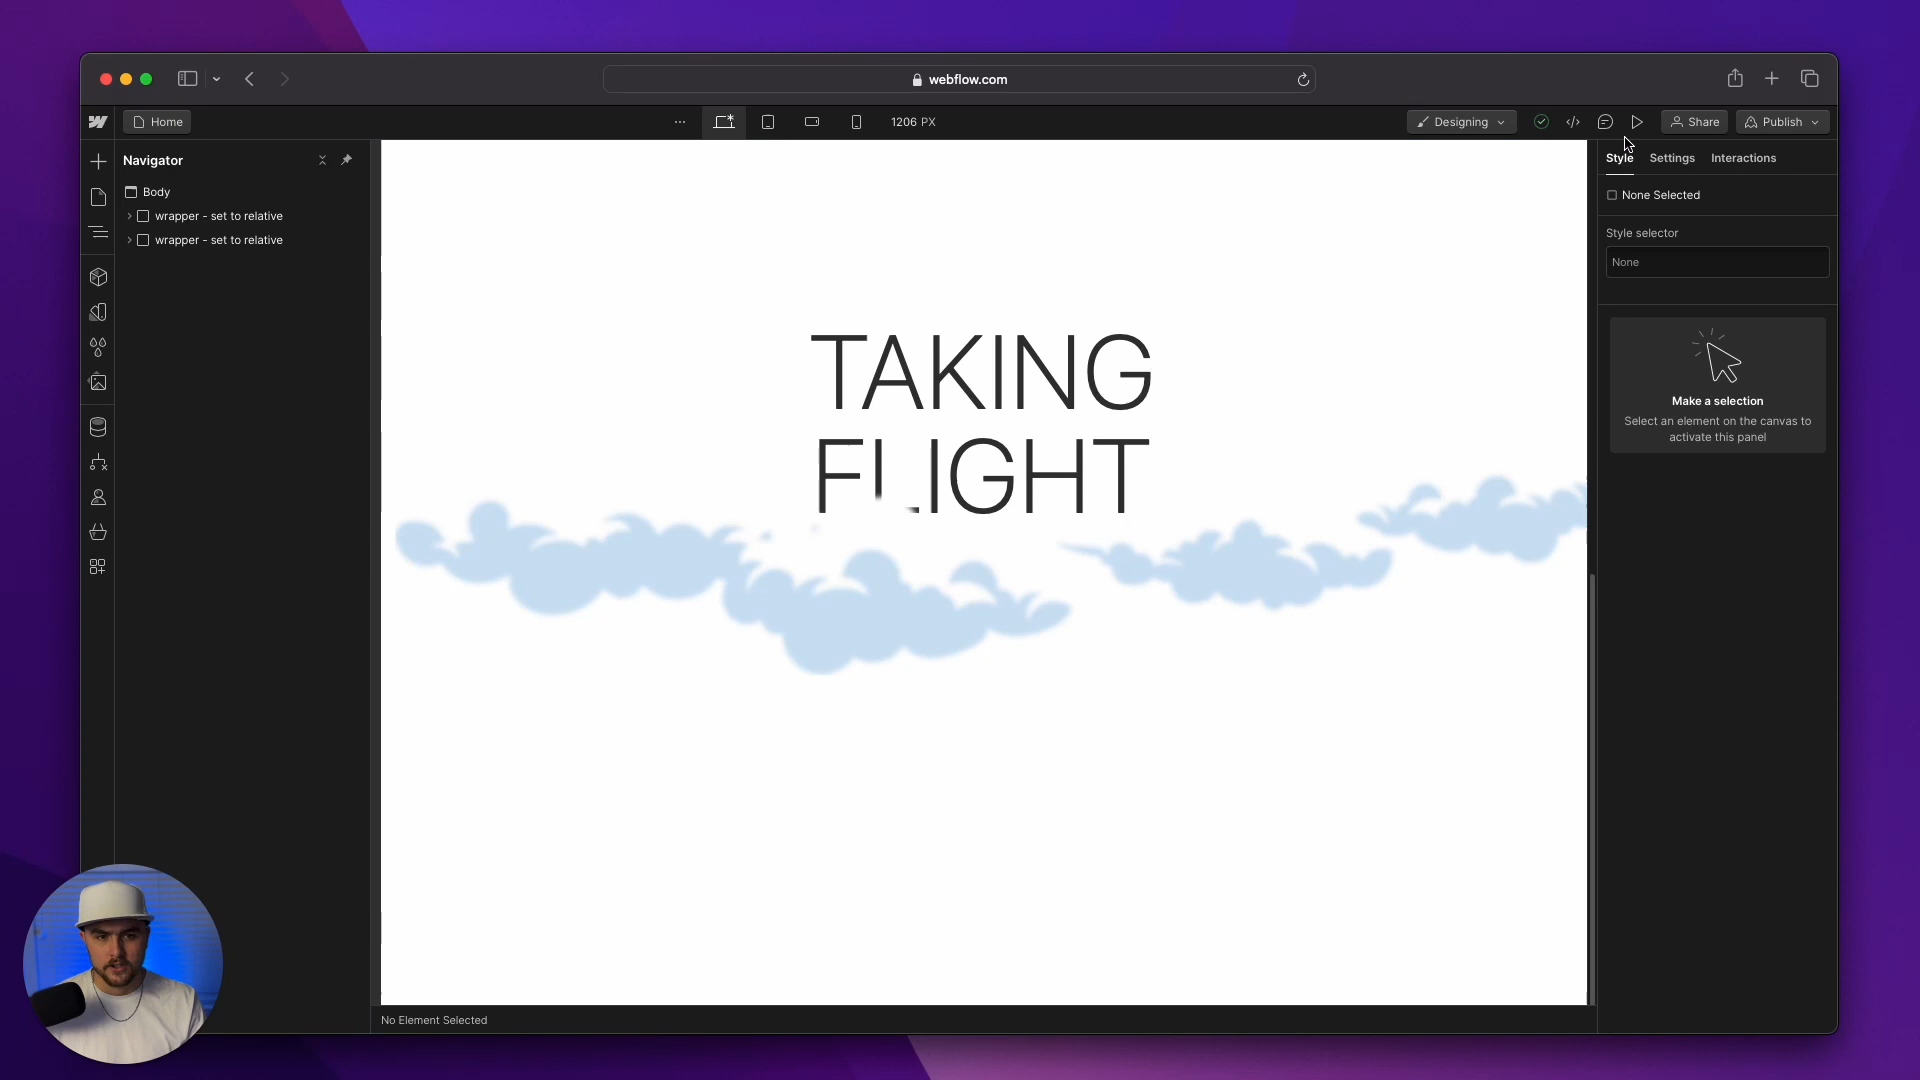 webflow.com
Home
1206 PX
Designing
Share
Publish
Navigator
Body
wrapper - set to relative
wrapper - set to relative
TAKING
FLIGHT
Style Settings Interactions
None Selected
Style selector
None
Make a selection
Select an element on the canvas to
activate this panel
No Element Selected